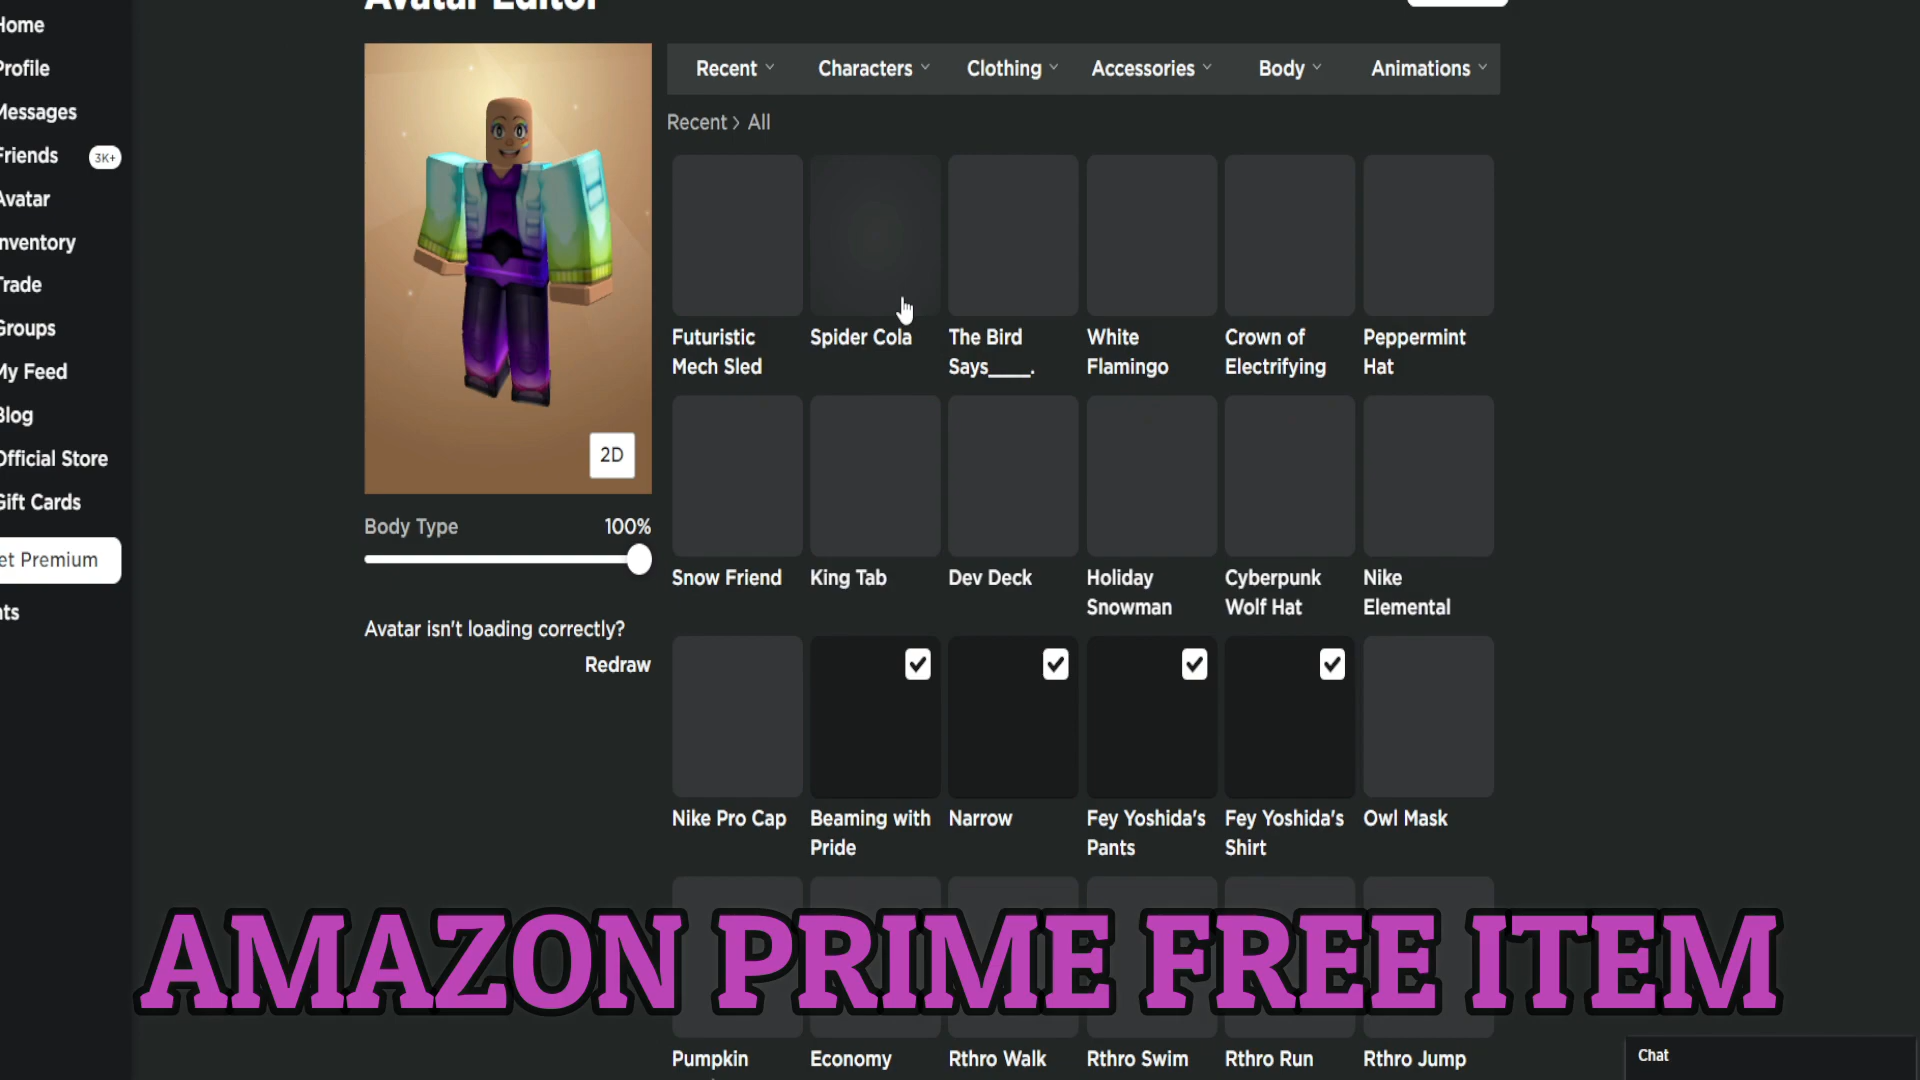 Avatar Editor
Home
Profile
Messages
Friends 3K+
Avatar
Inventory
Trade
Groups
My Feed
Blog
Official Store
Gift Cards
et Premium
nts
2D
Body Type 100%
Avatar isn't loading correctly?
Redraw
Recent Characters Clothing Accessories Body Animations
Recent > All
Futuristic Mech Sled
Spider Cola
The Bird Says____.
White Flamingo
Crown of Electrifying
Peppermint Hat
Snow Friend
King Tab
Dev Deck
Holiday Snowman
Cyberpunk Wolf Hat
Nike Elemental
Nike Pro Cap
Beaming with Pride
Narrow
Fey Yoshida's Pants
Fey Yoshida's Shirt
Owl Mask
AMAZON PRIME FREE ITEM
Pumpkin
Economy
Rthro Walk
Rthro Swim
Rthro Run
Rthro Jump
Chat